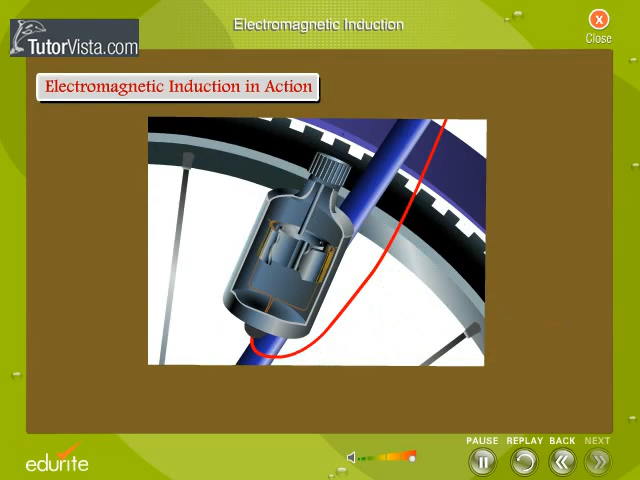 Electromagnetic Induction
TutorVista.com
Close
Electromagnetic Induction in Action
PAUSE REPLAY BACK NEXT
edurite